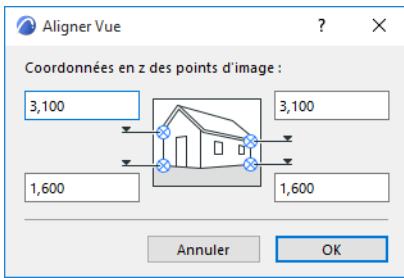 Aligner Vue
?
Coordonnées en z des points d'image :
3,100
3,100
1,600
1,600
Annuler
OK